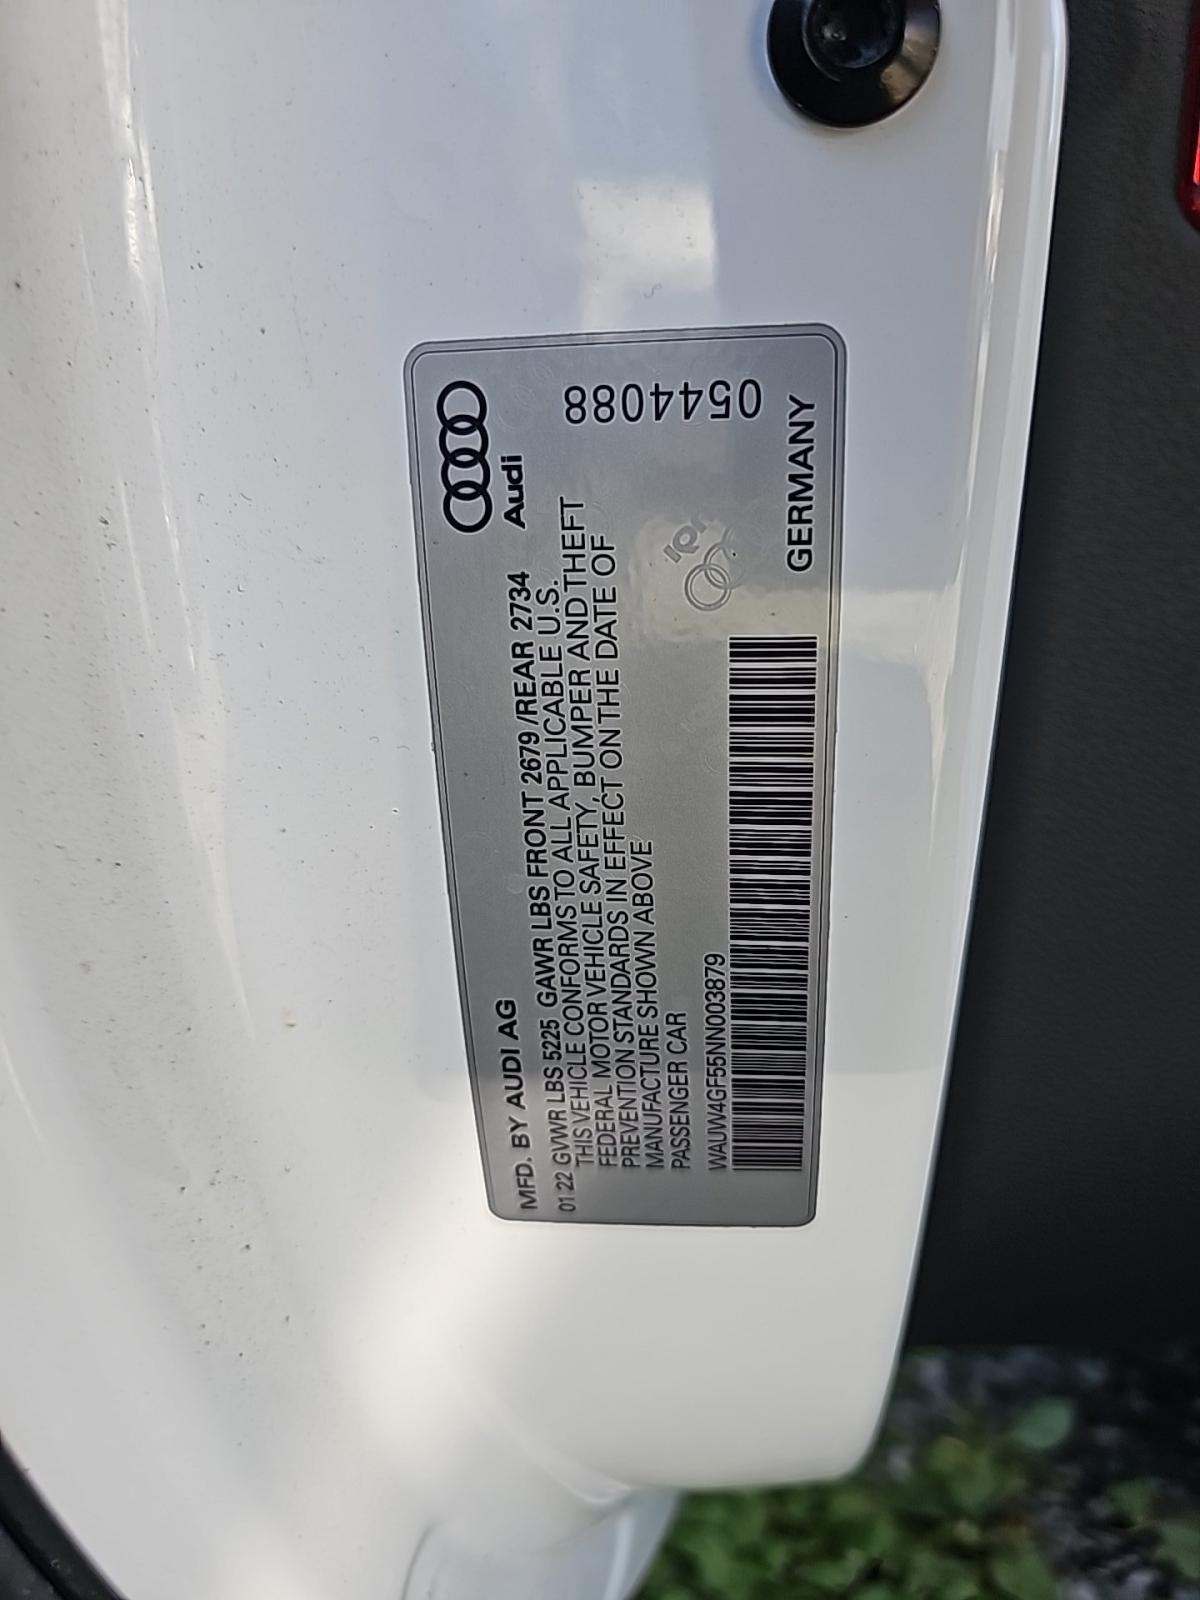 Audi
MFD. BY AUDI AG
01 22 GVWR LBS 5225 GAWR LBS FRONT 2679 /REAR 2734
THIS VEHICLE CONFORMS TO ALL APPLICABLE U.S.
FEDERAL MOTOR VEHICLE SAFETY, BUMPER AND THEFT
PREVENTION STANDARDS IN EFFECT ON THE DATE OF
MANUFACTURE SHOWN ABOVE
PASSENGER CAR
WAUW4GF55NN003879
0544088
GERMANY